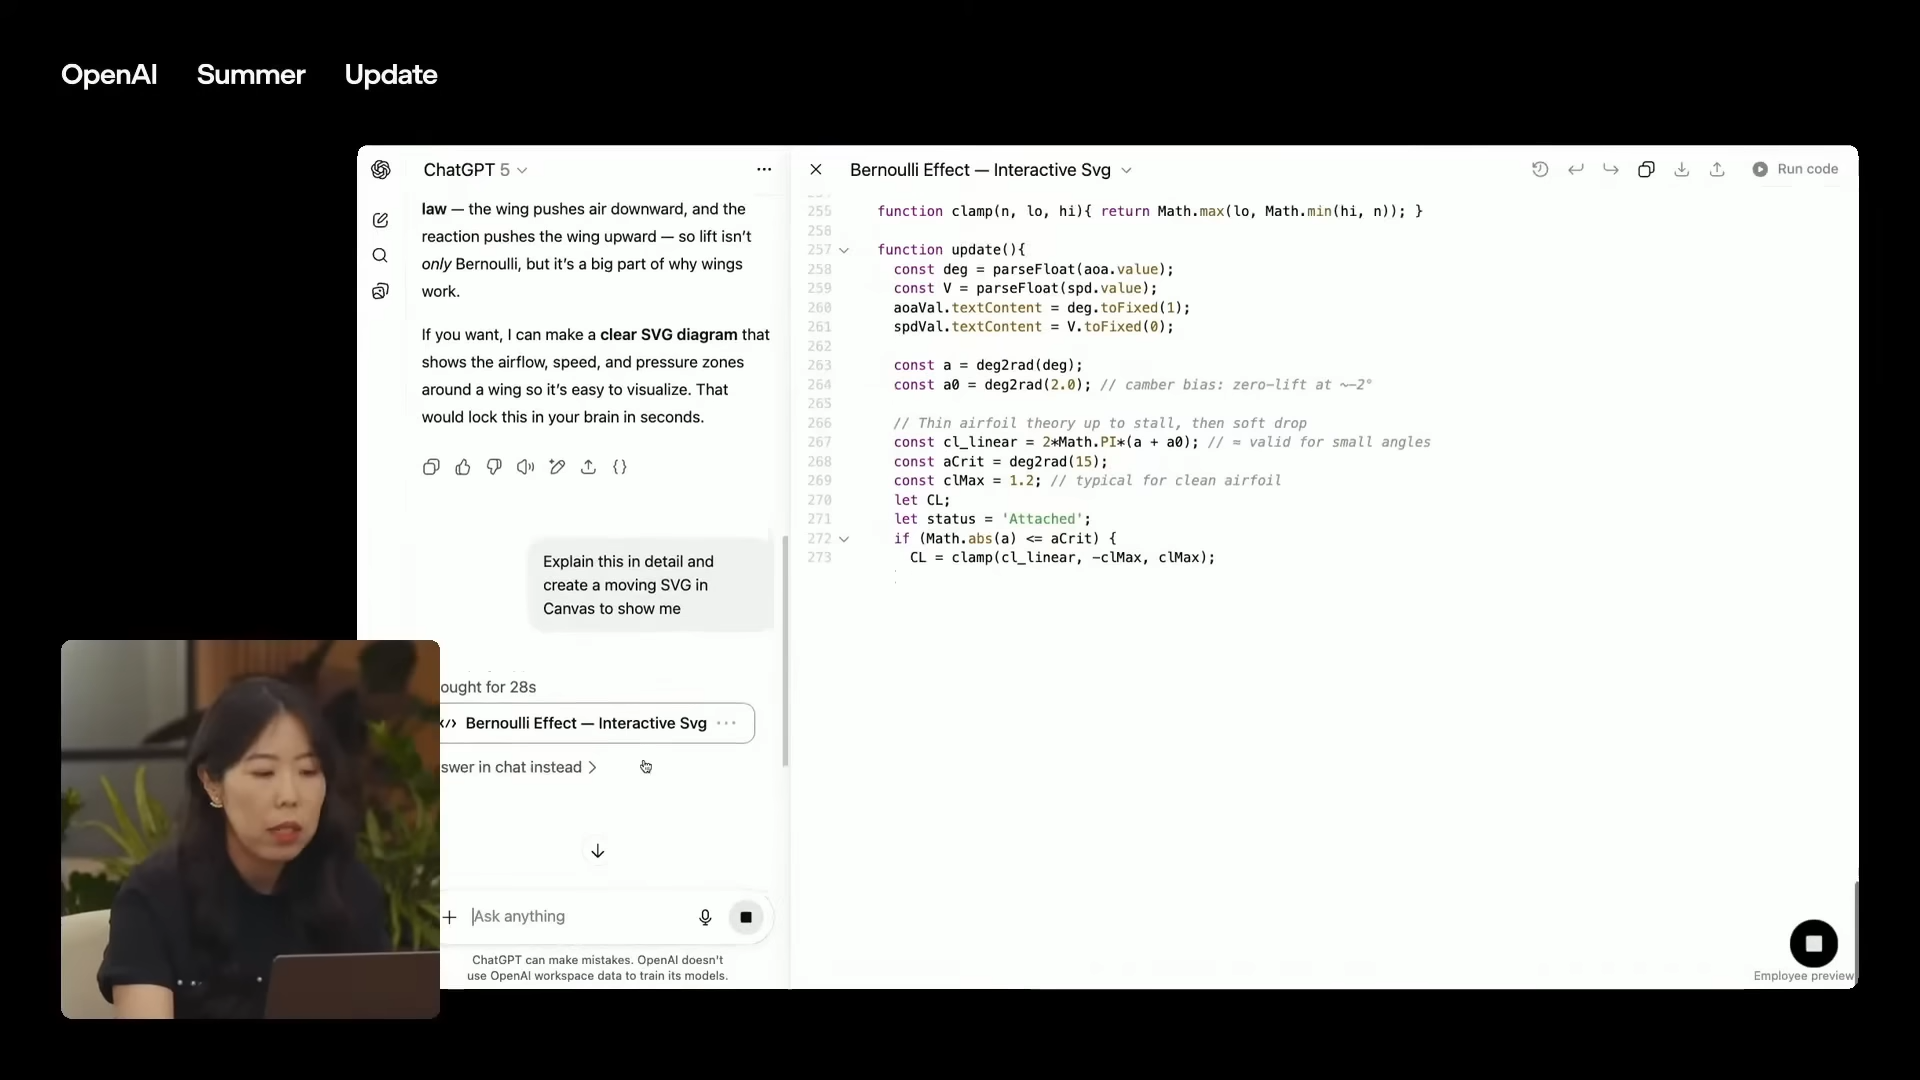 OpenAI Summer Update
ChatGPT 5
law — the wing pushes air downward, and the
reaction pushes the wing upward — so lift isn’t
only Bernoulli, but it’s a big part of why wings
work.
If you want, I can make a clear SVG diagram that
shows the airflow, speed, and pressure zones
around a wing so it’s easy to visualize. That
would lock this in your brain in seconds.
Explain this in detail and
create a moving SVG in
Canvas to show me
ought for 28s
Bernoulli Effect — Interactive Svg
swer in chat instead
Ask anything
ChatGPT can make mistakes. OpenAI doesn't
use OpenAI workspace data to train its models.
Bernoulli Effect — Interactive Svg
Run code
255 function clamp(n, lo, hi){ return Math.max(lo, Math.min(hi, n)); }
258
257 function update(){
258 const deg = parseFloat(aoa.value);
259 const V = parseFloat(spd.value);
260 aoaVal.textContent = deg.toFixed(1);
261 spdVal.textContent = V.toFixed(0);
262
263 const a = deg2rad(deg);
264 const a0 = deg2rad(2.0); // camber bias: zero-lift at ~−2°
265
266 // Thin airfoil theory up to stall, then soft drop
267 const cl_linear = 2*Math.PI*(a + a0); // ≈ valid for small angles
268 const aCrit = deg2rad(15);
269 const clMax = 1.2; // typical for clean airfoil
270 let CL;
271 let status = 'Attached';
272 if (Math.abs(a) <= aCrit) {
273 CL = clamp(cl_linear, -clMax, clMax);
Employee preview